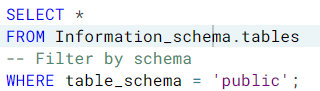 SELECT *
FROM Information_schema.tables
-- Filter by schema
WHERE table_schema = 'public';